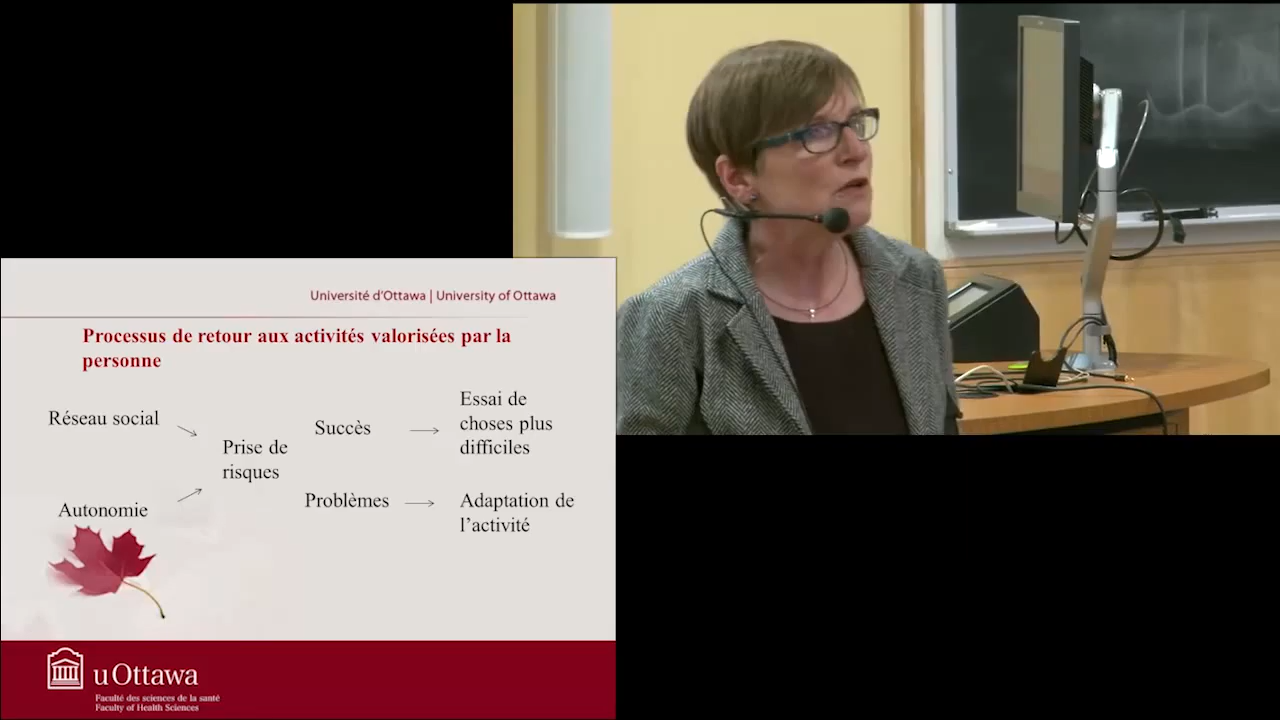 Université d'Ottawa | University of Ottawa
Processus de retour aux activités valorisées par la
personne
Réseau social
Autonomie
Prise de
risques
Succès
Problèmes
Essai de
choses plus
difficiles
Adaptation de
l'activité
uOttawa
Faculté des sciences de la santé
Faculty of Health Sciences